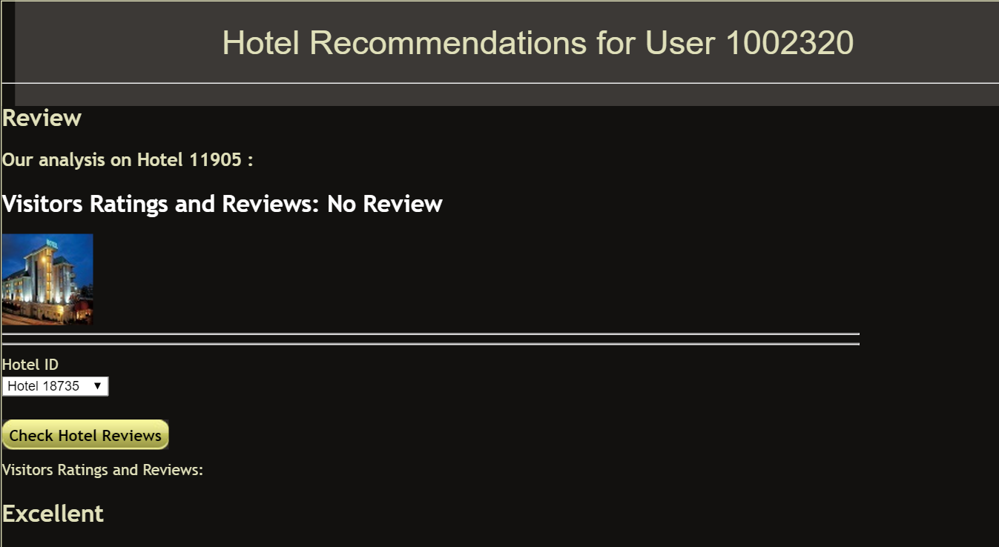 Hotel Recommendations for User 1002320
Review
Our analysis on Hotel 11905 :
Visitors Ratings and Reviews: No Review
HOTEL
Hotel ID
Hotel 18735
Check Hotel Reviews
Visitors Ratings and Reviews:
Excellent